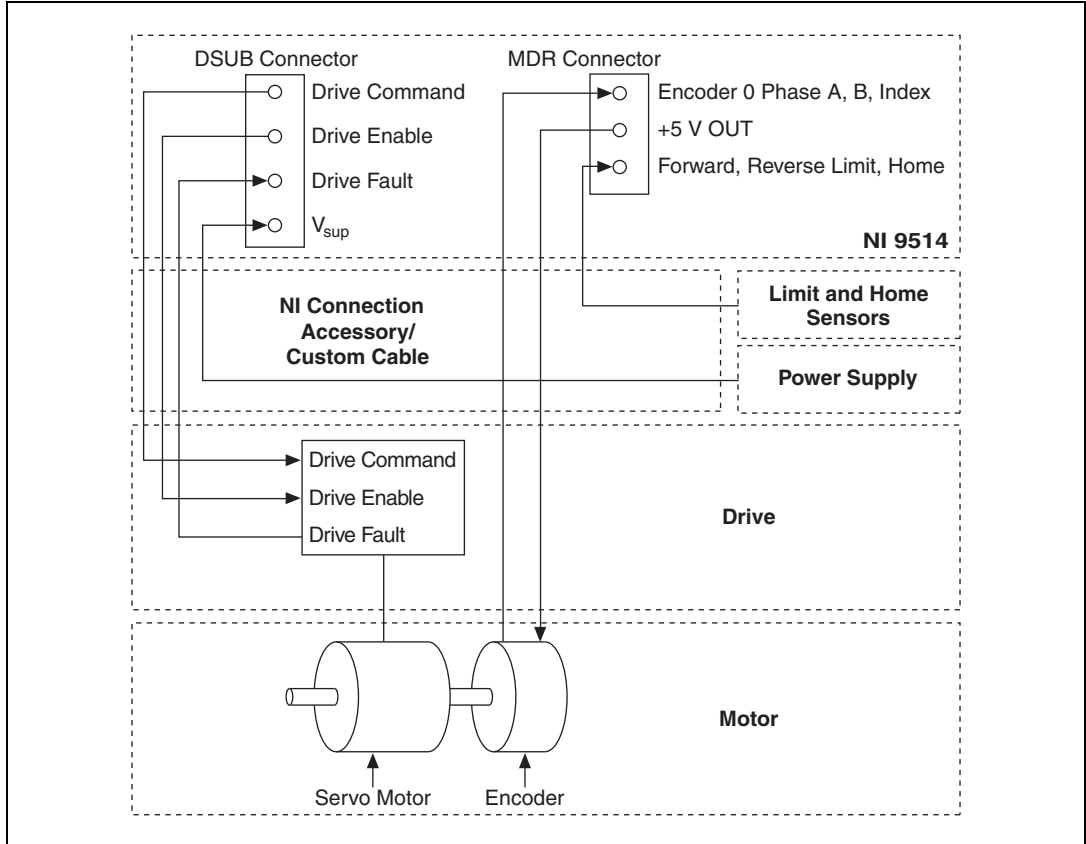 DSUB Connector
MDR Connector
Drive Command
Drive Enable
Drive Fault
Vsup
Encoder 0 Phase A, B, Index
+5 V OUT
Forward, Reverse Limit, Home
NI 9514
NI Connection
Accessory/
Custom Cable
Limit and Home
Sensors
Power Supply
Drive Command
Drive Enable
Drive Fault
Drive
Motor
Servo Motor
Encoder